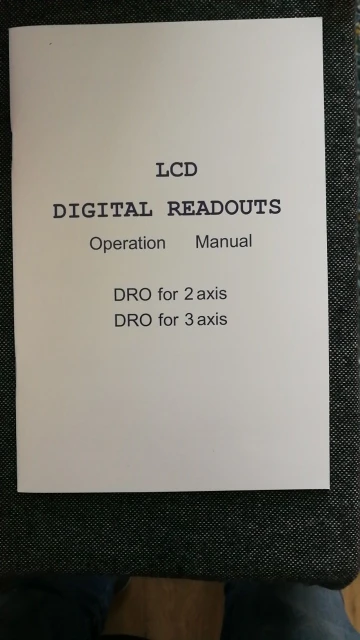 LCD
DIGITAL READOUTS
Operation Manual
DRO for 2 axis
DRO for 3 axis